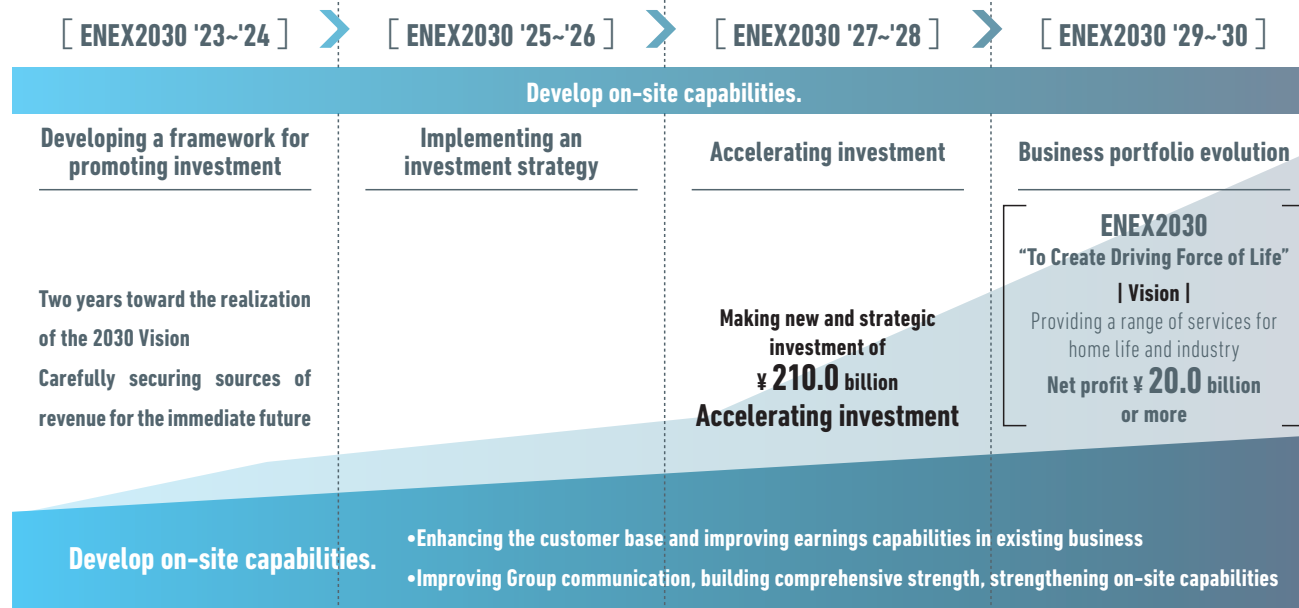 [ ENEX2030 '23~'24 ]
[ ENEX2030 '25~'26 ]
[ ENEX2030 '27~'28 ]
[ ENEX2030 '29~'30 ]
Develop on-site capabilities.
Developing a framework for
promoting investment
Implementing an
investment strategy
Accelerating investment
Business portfolio evolution
Two years toward the realization
of the 2030 Vision
Carefully securing sources of
revenue for the immediate future
Making new and strategic
investment of
¥ 210.0 billion
Accelerating investment
ENEX2030
“To Create Driving Force of Life”
| Vision |
Providing a range of services for
home life and industry
Net profit ¥ 20.0 billion
or more
Develop on-site capabilities.
•Enhancing the customer base and improving earnings capabilities in existing business
•Improving Group communication, building comprehensive strength, strengthening on-site capabilities